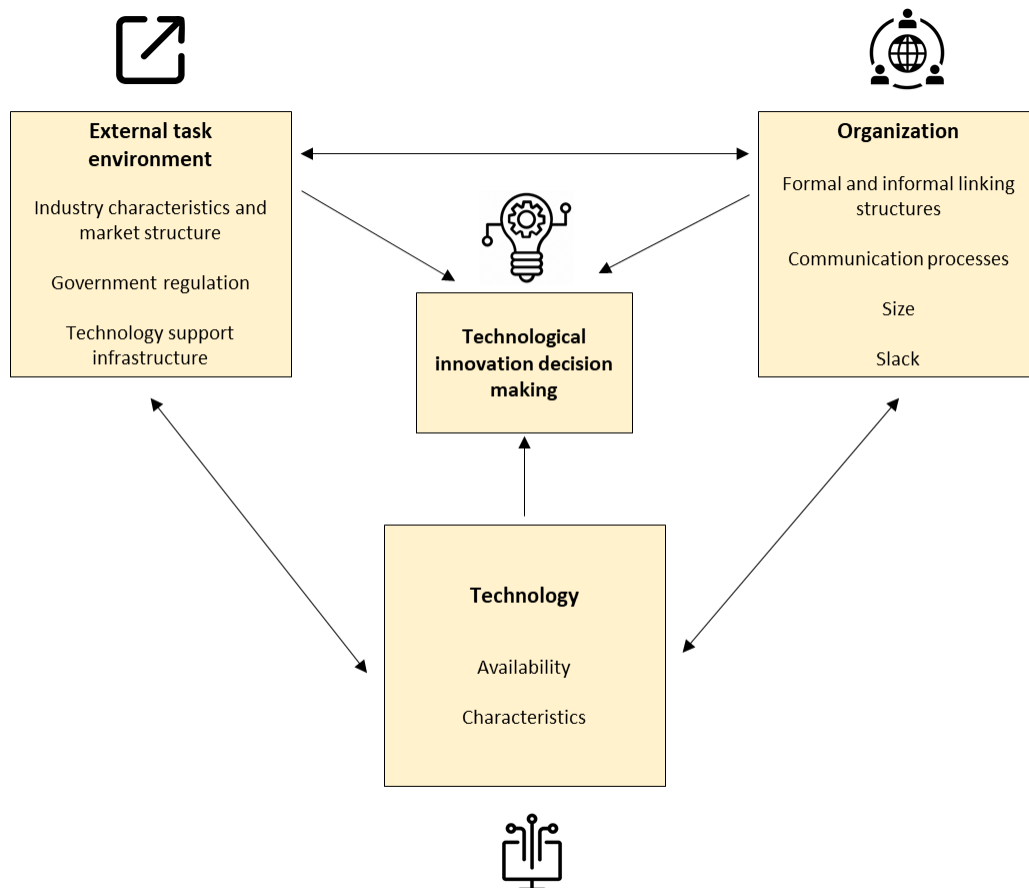 External task
environment
Industry characteristics and
market structure
Government regulation
Technology support
infrastructure
Organization
Formal and informal linking
structures
Communication processes
Size
Slack
Technological
innovation decision
making
Technology
Availability
Characteristics